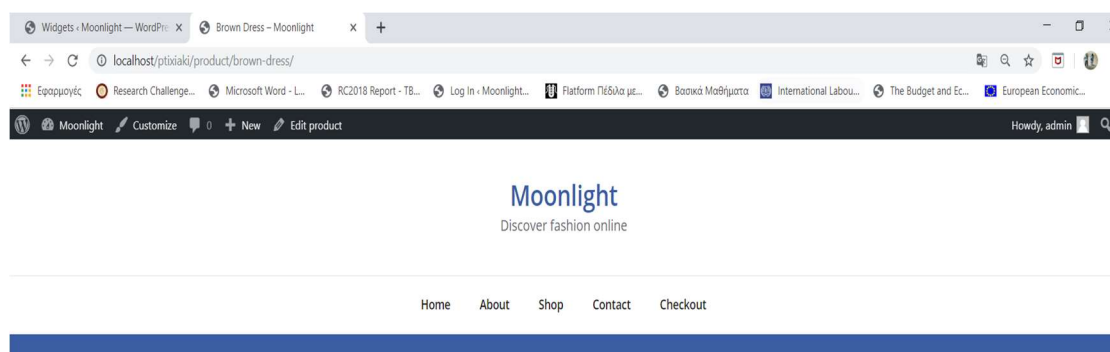 Widgets ‹ Moonlight — WordPre Brown Dress – Moonlight
localhost/ptixiaki/product/brown-dress/
Εφαρμογές Research Challenge... Microsoft Word - L... RC2018 Report - TB... Log In ‹ Moonlight... Flatform Πέδιλα με... Βασικά Μαθήματα International Labou... The Budget and Ec... European Economic...
Moonlight Customize 0 New Edit product Howdy, admin
Moonlight
Discover fashion online
Home About Shop Contact Checkout